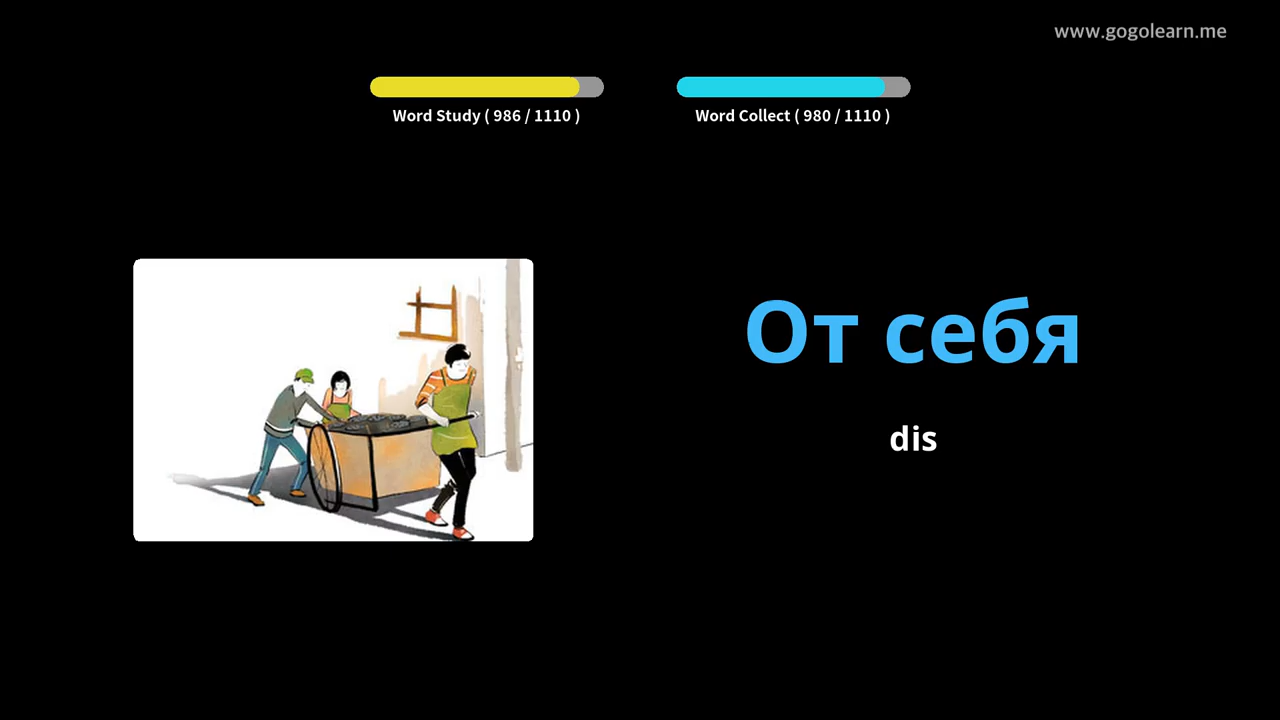 www.gogolearn.me
Word Study ( 986 / 1110 )
Word Collect ( 980 / 1110 )
От себя
dis